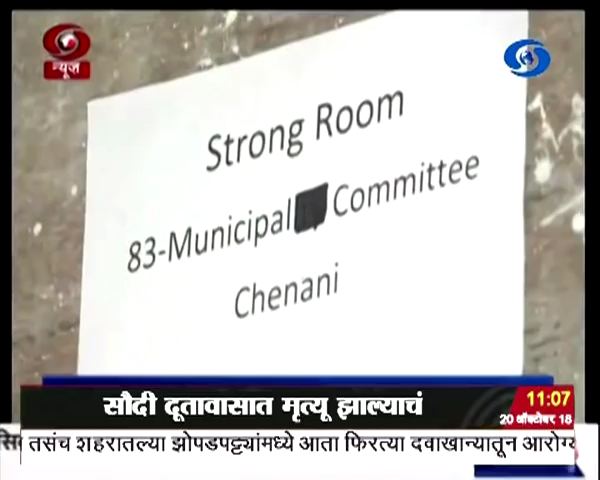 न्यूज़
Strong Room
83-Municipal Committee
Chenani
सौदी दूतावासात मृत्यू झाल्याचं
11:07
20 ऑक्टोबर 18
तसंच शहरातल्या झोपडपट्ट्यांमध्ये आता फिरत्या दवाखान्यातून